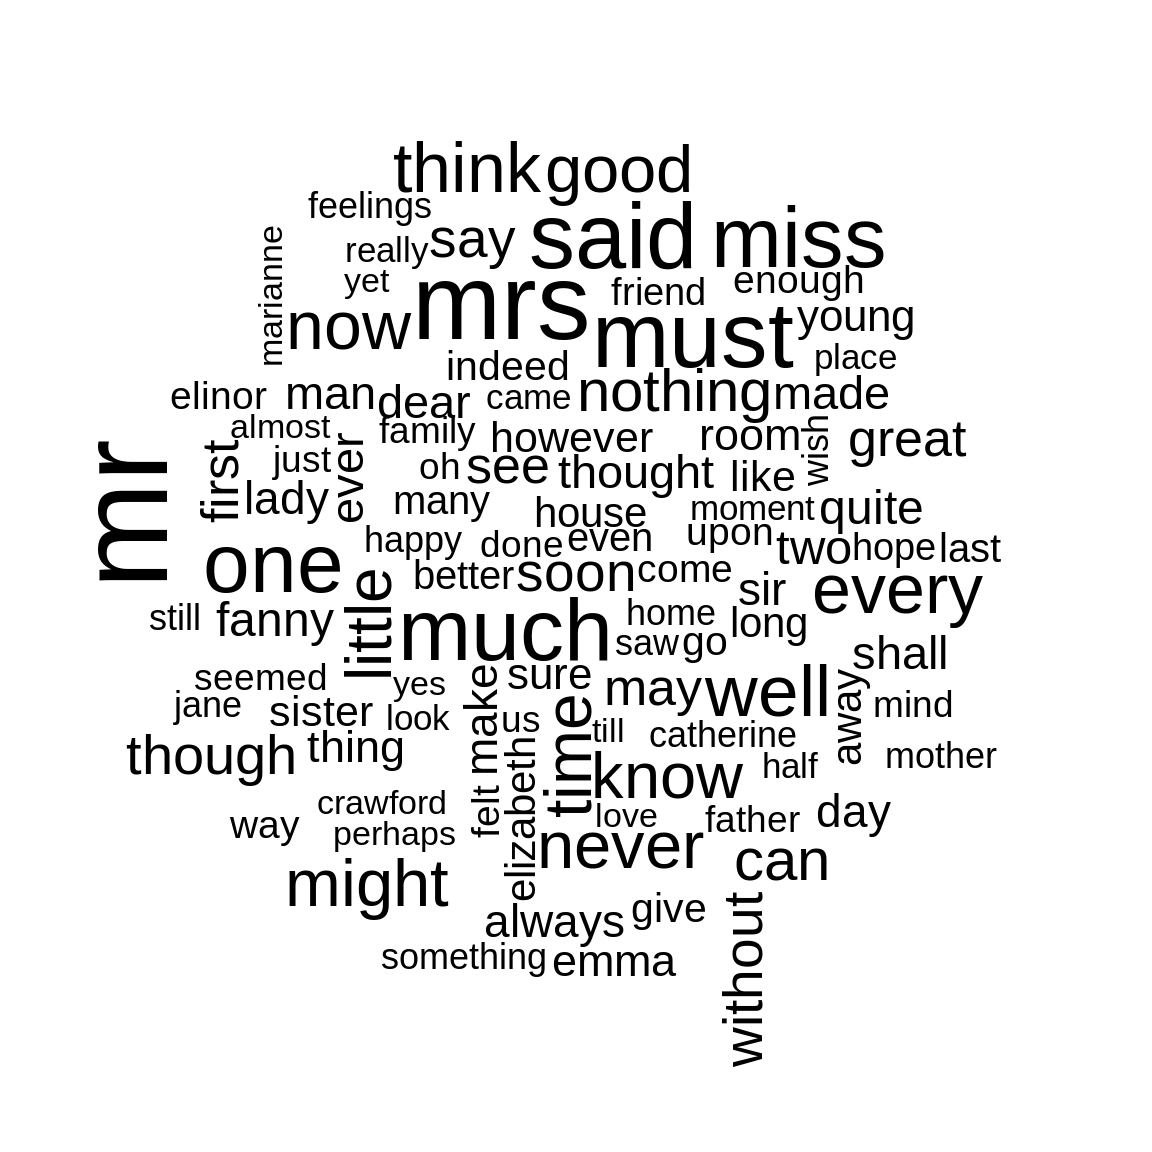 think good
feelings
said miss
really say
marianne
yet mrs friend enough
now must young
indeed place
elinor man dear came nothing made
almost family however room wish great
mr first just ever oh see thought like
lady many house moment quite
happy done even upon two hope last
one better soon come sir every
little
still fanny much home long
saw go
shall
seemed yes make sure may well away mind
jane sister look us till
though thing time catherine mother
elizabeth know half
crawford felt love father day
way perhaps never can
might
always give without
something emma